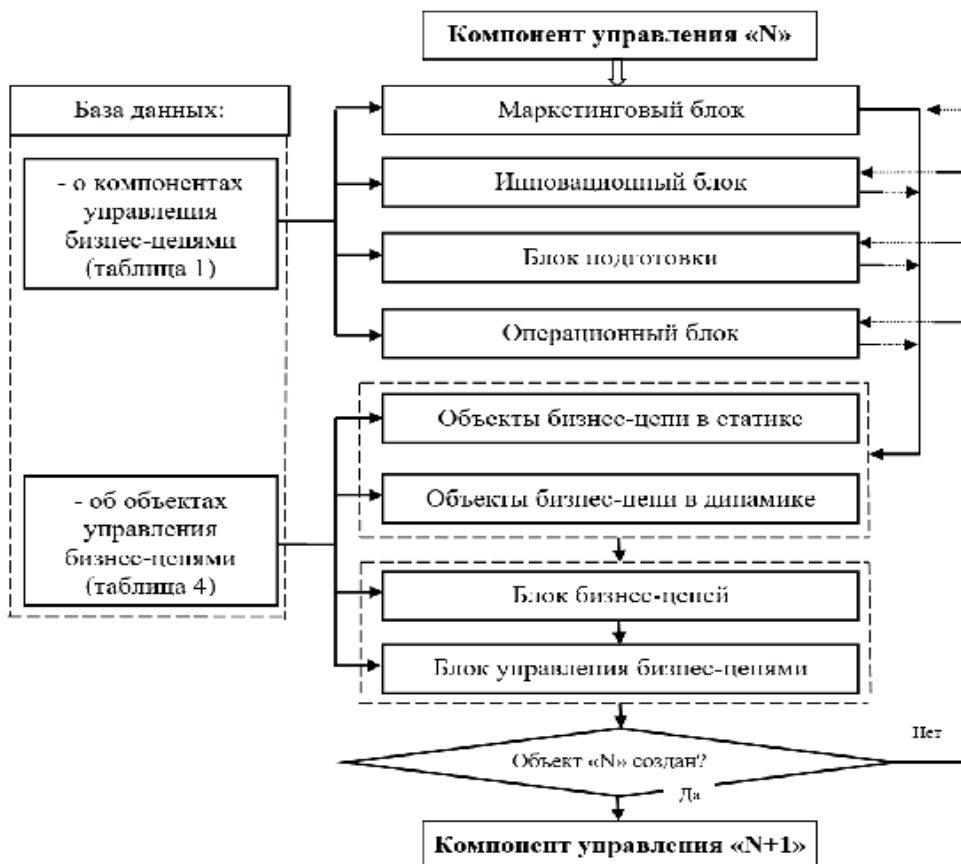 Компонент управления «N»
База данных:
- о компонентах
управления
бизнес-цепями
(таблица 1)
- об объектах
управления
бизнес-цепями
(таблица 4)
Маркетинговый блок
Инновационный блок
Блок подготовки
Операционный блок
Объекты бизнес-цепи в статике
Объекты бизнес-цепи в динамике
Блок бизнес-цепей
Блок управления бизнес-цепями
Объект «N» создан?
Нет
Да
Компонент управления «N+1»